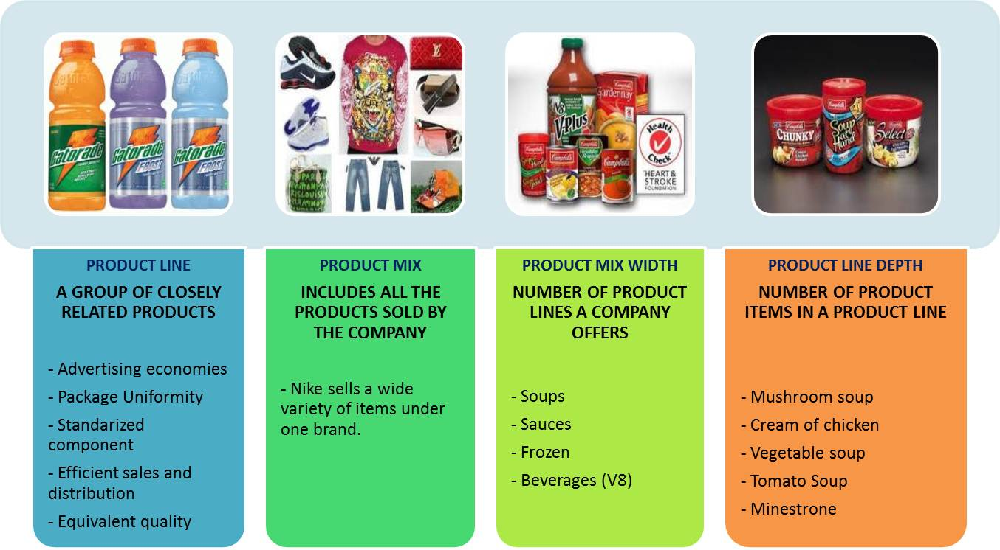 Gatorade
Gatorade
FROST
Gatorade
FROST
LV
V8
V-Plus
Campbell's
Gardennay
Health
Check
HEART &
STROKE
FOUNDATION
Campbell's
Healthy
Request
Campbell's
Campbell's
CHUNKY
Campbell's
Soup
at
Hand
Select
PRODUCT LINE
A GROUP OF CLOSELY
RELATED PRODUCTS
- Advertising economies
- Package Uniformity
- Standarized
component
- Efficient sales and
distribution
- Equivalent quality
PRODUCT MIX
INCLUDES ALL THE
PRODUCTS SOLD BY
THE COMPANY
- Nike sells a wide
variety of items under
one brand.
PRODUCT MIX WIDTH
NUMBER OF PRODUCT
LINES A COMPANY
OFFERS
- Soups
- Sauces
- Frozen
- Beverages (V8)
PRODUCT LINE DEPTH
NUMBER OF PRODUCT
ITEMS IN A PRODUCT LINE
- Mushroom soup
- Cream of chicken
- Vegetable soup
- Tomato Soup
- Minestrone